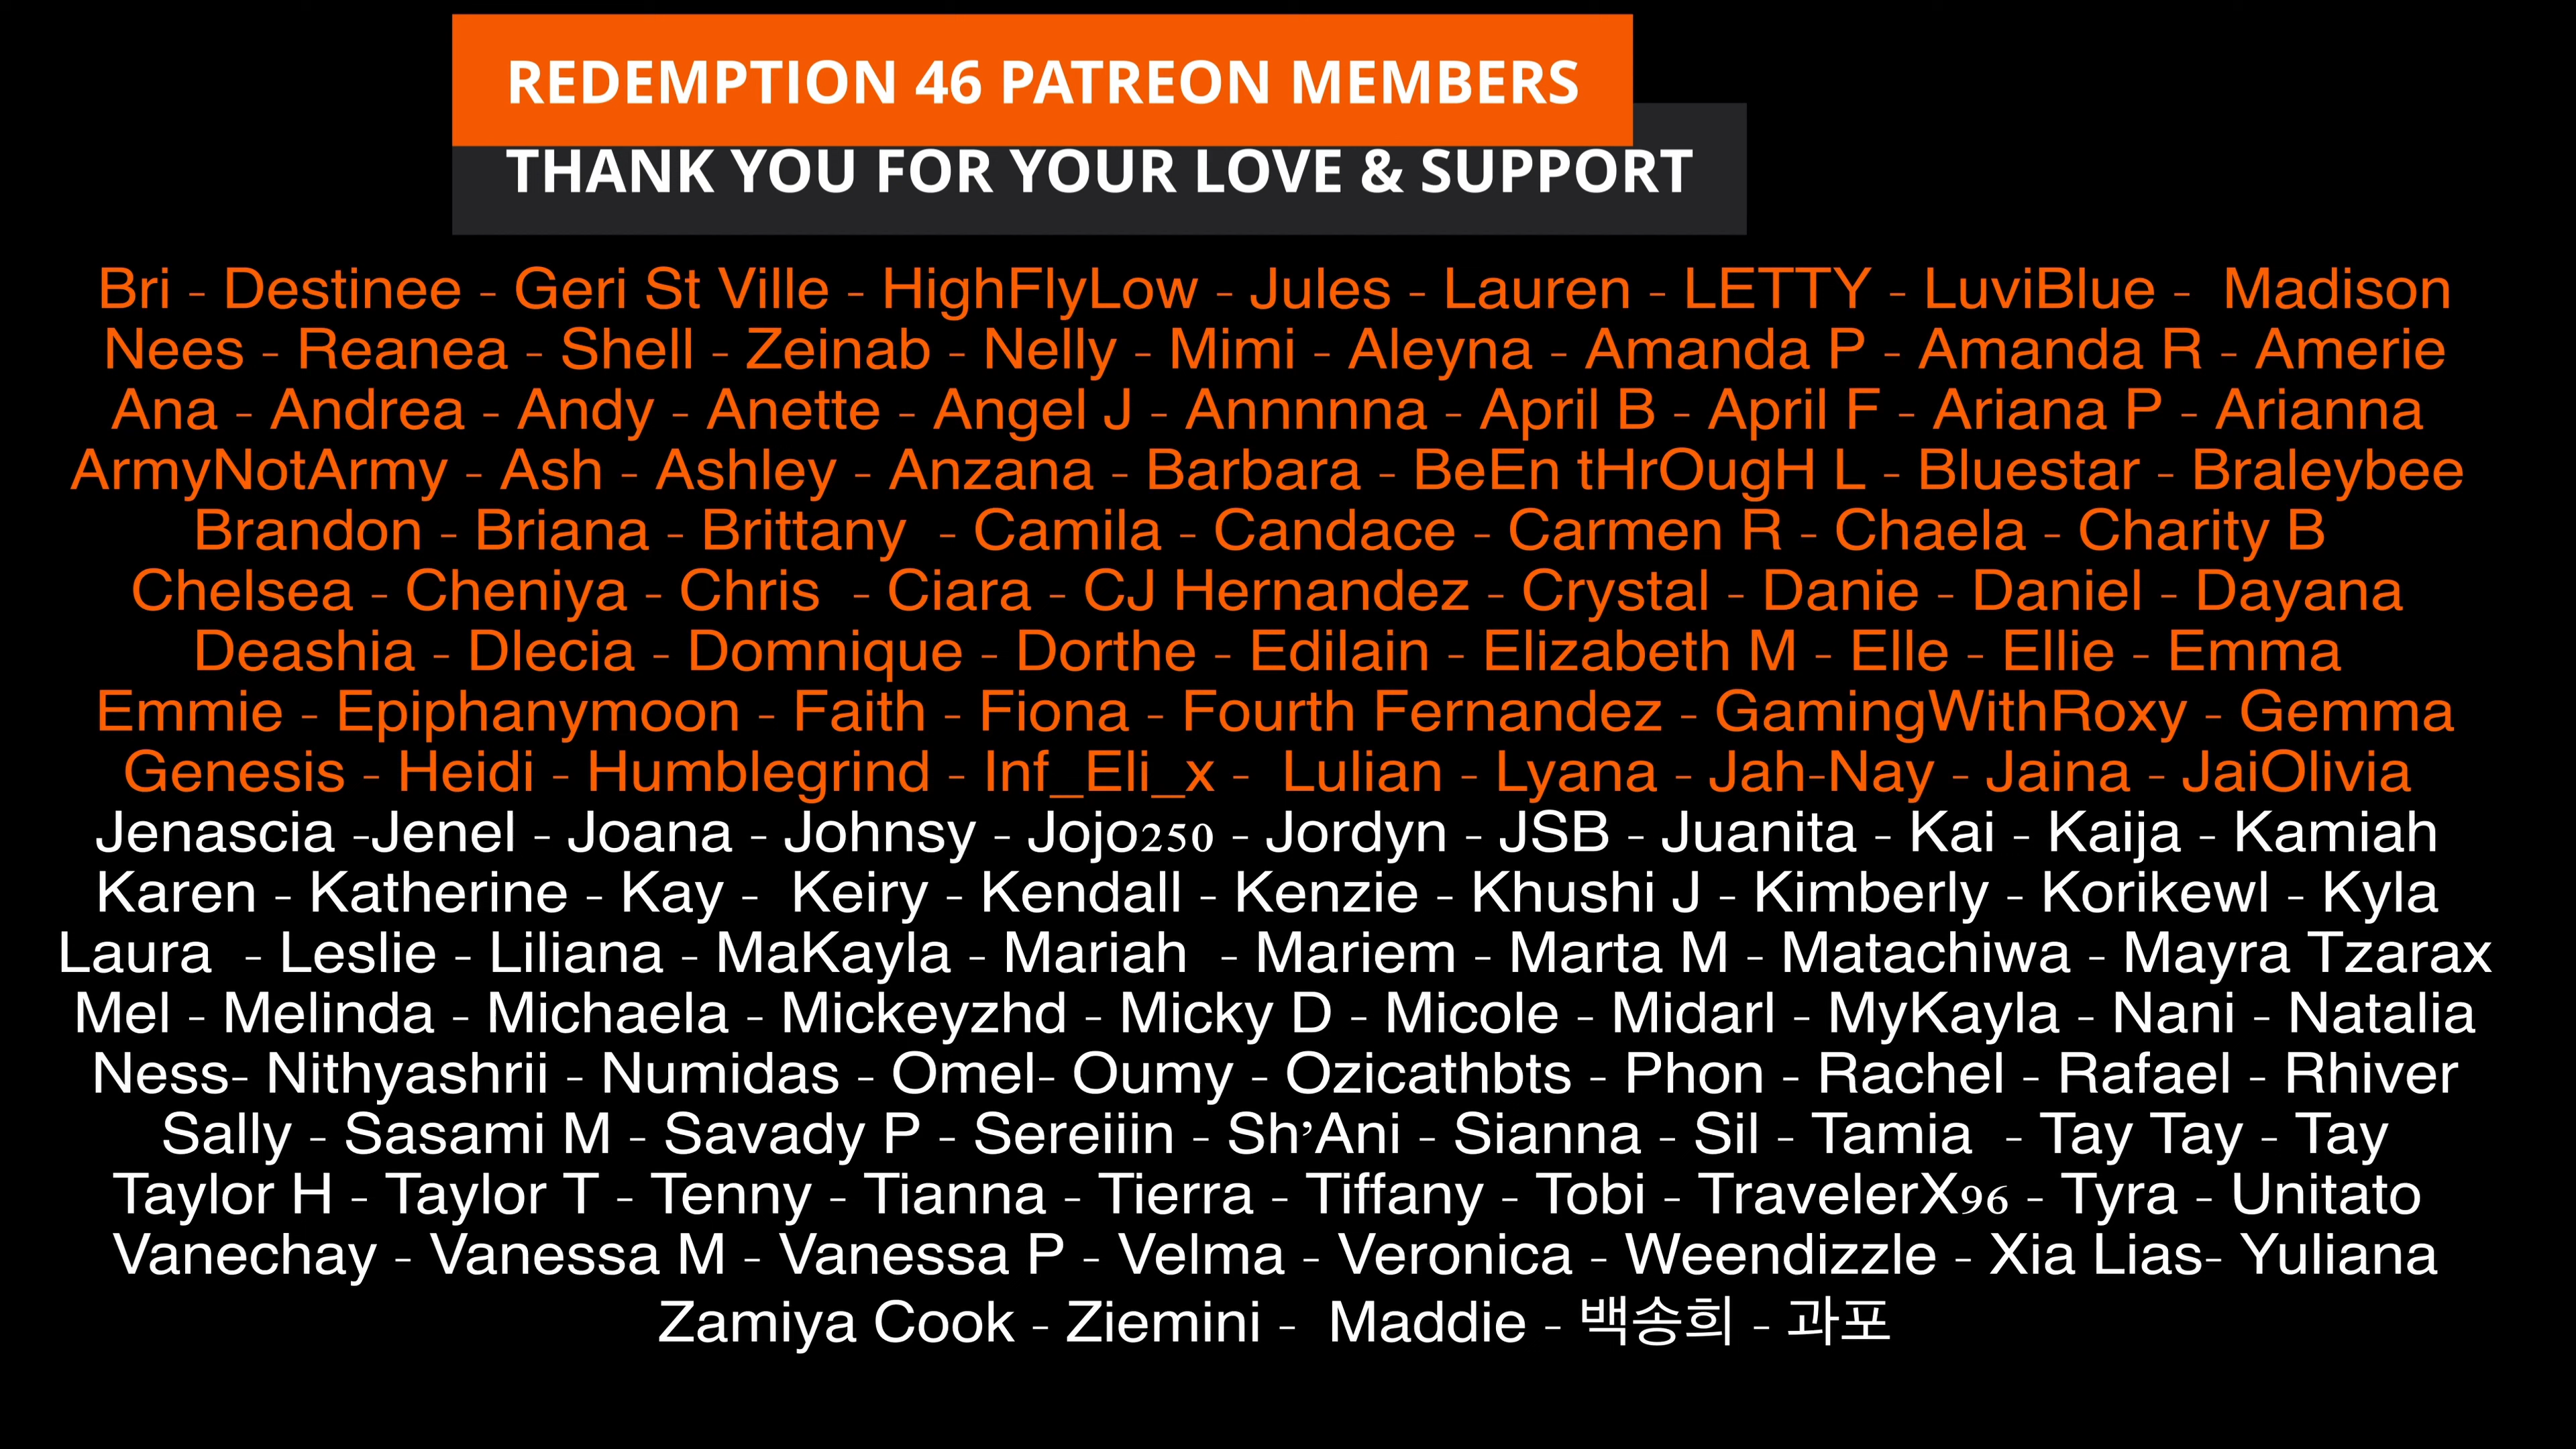 REDEMPTION 46 PATREON MEMBERS
THANK YOU FOR YOUR LOVE & SUPPORT
Bri - Destinee - Geri St Ville - HighFlyLow - Jules - Lauren - LETTY - LuviBlue - Madison
Nees - Reanea - Shell - Zeinab - Nelly - Mimi - Aleyna - Amanda P - Amanda R - Amerie
Ana - Andrea - Andy - Anette - Angel J - Annnnna - April B - April F - Ariana P - Arianna
ArmyNotArmy - Ash - Ashley - Anzana - Barbara - BeEn tHrOugH L - Bluestar - Braleybee
Brandon - Briana - Brittany - Camila - Candace - Carmen R - Chaela - Charity B
Chelsea - Cheniya - Chris - Ciara - CJ Hernandez - Crystal - Danie - Daniel - Dayana
Deashia - Dlecia - Domnique - Dorthe - Edilain - Elizabeth M - Elle - Ellie - Emma
Emmie - Epiphanymoon - Faith - Fiona - Fourth Fernandez - GamingWithRoxy - Gemma
Genesis - Heidi - Humblegrind - Inf_Eli_x - Lulian - Lyana - Jah-Nay - Jaina - JaiOlivia
Jenascia -Jenel - Joana - Johnsy - Jojo250 - Jordyn - JSB - Juanita - Kai - Kaija - Kamiah
Karen - Katherine - Kay - Keiry - Kendall - Kenzie - Khushi J - Kimberly - Korikewl - Kyla
Laura - Leslie - Liliana - MaKayla - Mariah - Mariem - Marta M - Matachiwa - Mayra Tzarax
Mel - Melinda - Michaela - Mickeyzhd - Micky D - Micole - Midarl - MyKayla - Nani - Natalia
Ness- Nithyashrii - Numidas - Omel- Oumy - Ozicathbts - Phon - Rachel - Rafael - Rhiver
Sally - Sasami M - Savady P - Sereiiin - Sh’Ani - Sianna - Sil - Tamia - Tay Tay - Tay
Taylor H - Taylor T - Tenny - Tianna - Tierra - Tiffany - Tobi - TravelerX96 - Tyra - Unitato
Vanechay - Vanessa M - Vanessa P - Velma - Veronica - Weendizzle - Xia Lias- Yuliana
Zamiya Cook - Ziemini - Maddie - 백송희 - 과포